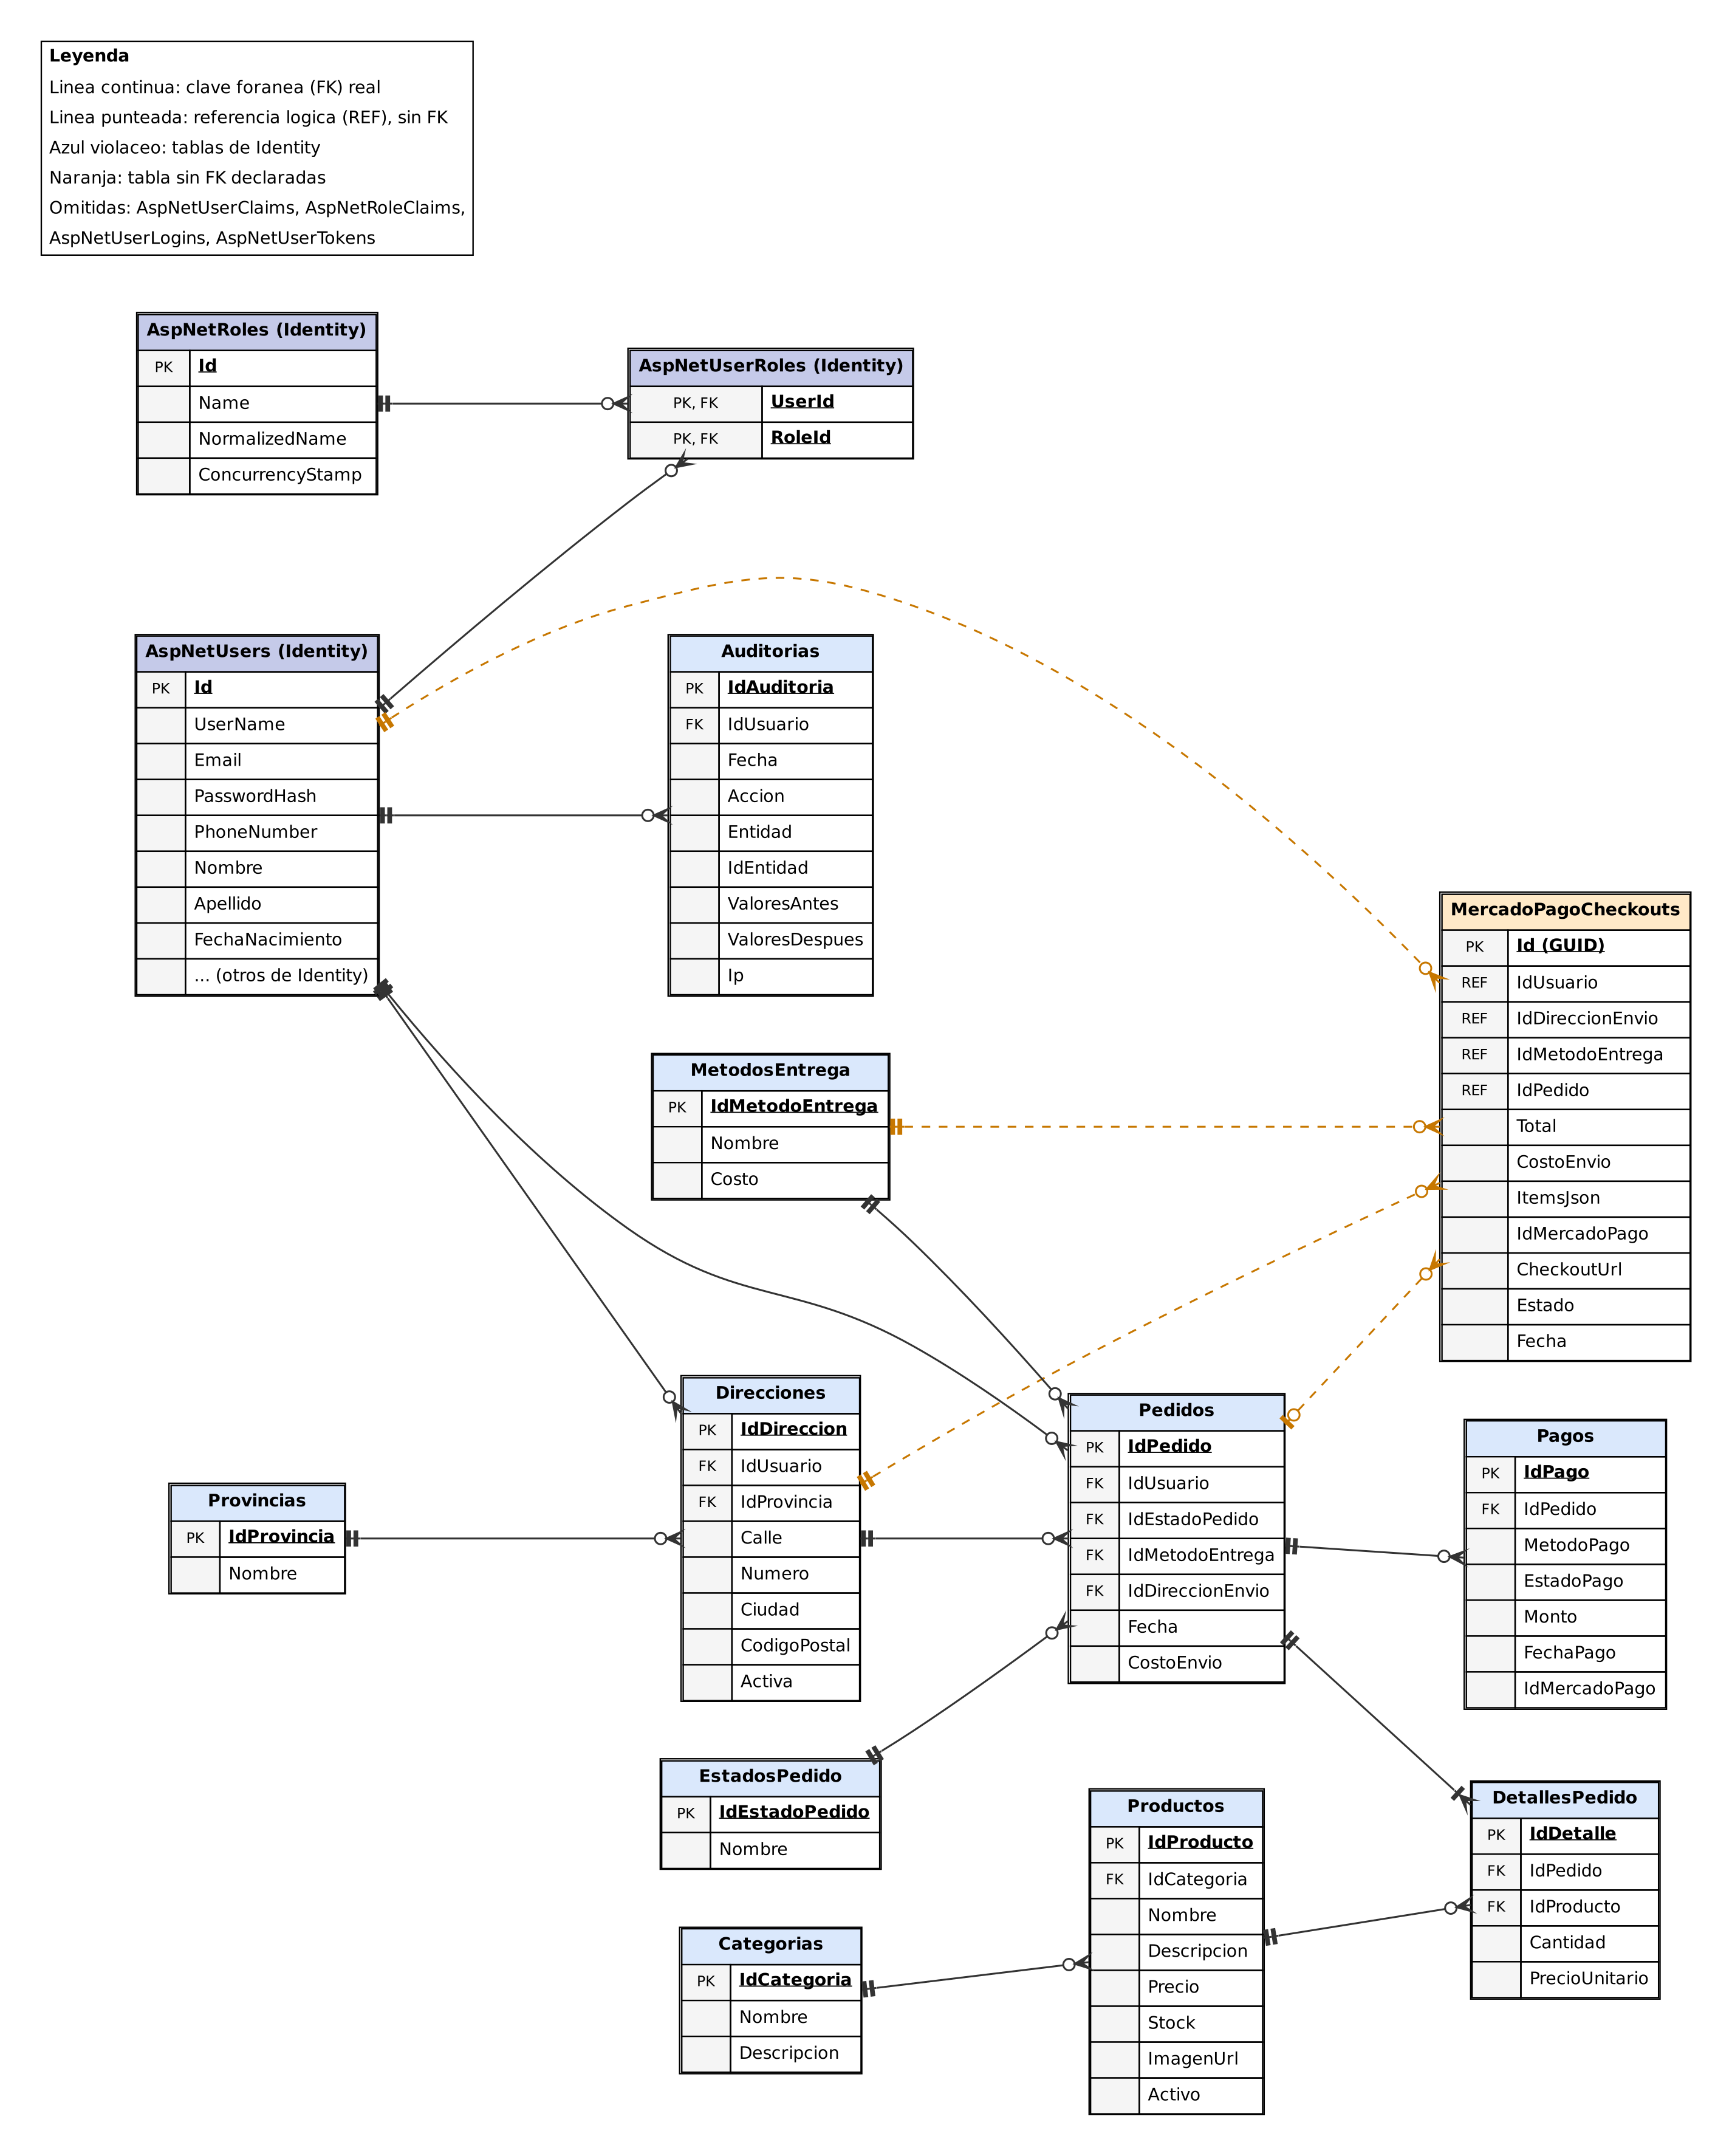 Leyenda
Linea continua: clave foranea (FK) real
Linea punteada: referencia logica (REF), sin FK
Azul violaceo: tablas de Identity
Naranja: tabla sin FK declaradas
Omitidas: AspNetUserClaims, AspNetRoleClaims,
AspNetUserLogins, AspNetUserTokens
AspNetRoles (Identity)
PK Id
Name
NormalizedName
ConcurrencyStamp
AspNetUserRoles (Identity)
PK, FK UserId
PK, FK RoleId
AspNetUsers (Identity)
PK Id
UserName
Email
PasswordHash
PhoneNumber
Nombre
Apellido
FechaNacimiento
... (otros de Identity)
Auditorias
PK IdAuditoria
FK IdUsuario
Fecha
Accion
Entidad
IdEntidad
ValoresAntes
ValoresDespues
Ip
MercadoPagoCheckouts
PK Id (GUID)
REF IdUsuario
REF IdDireccionEnvio
REF IdMetodoEntrega
REF IdPedido
Total
CostoEnvio
ItemsJson
IdMercadoPago
CheckoutUrl
Estado
Fecha
MetodosEntrega
PK IdMetodoEntrega
Nombre
Costo
Direcciones
PK IdDireccion
FK IdUsuario
FK IdProvincia
Calle
Numero
Ciudad
CodigoPostal
Activa
Pedidos
PK IdPedido
FK IdUsuario
FK IdEstadoPedido
FK IdMetodoEntrega
FK IdDireccionEnvio
Fecha
CostoEnvio
Pagos
PK IdPago
FK IdPedido
MetodoPago
EstadoPago
Monto
FechaPago
IdMercadoPago
Provincias
PK IdProvincia
Nombre
EstadosPedido
PK IdEstadoPedido
Nombre
Productos
PK IdProducto
FK IdCategoria
Nombre
Descripcion
Precio
Stock
ImagenUrl
Activo
DetallesPedido
PK IdDetalle
FK IdPedido
FK IdProducto
Cantidad
PrecioUnitario
Categorias
PK IdCategoria
Nombre
Descripcion